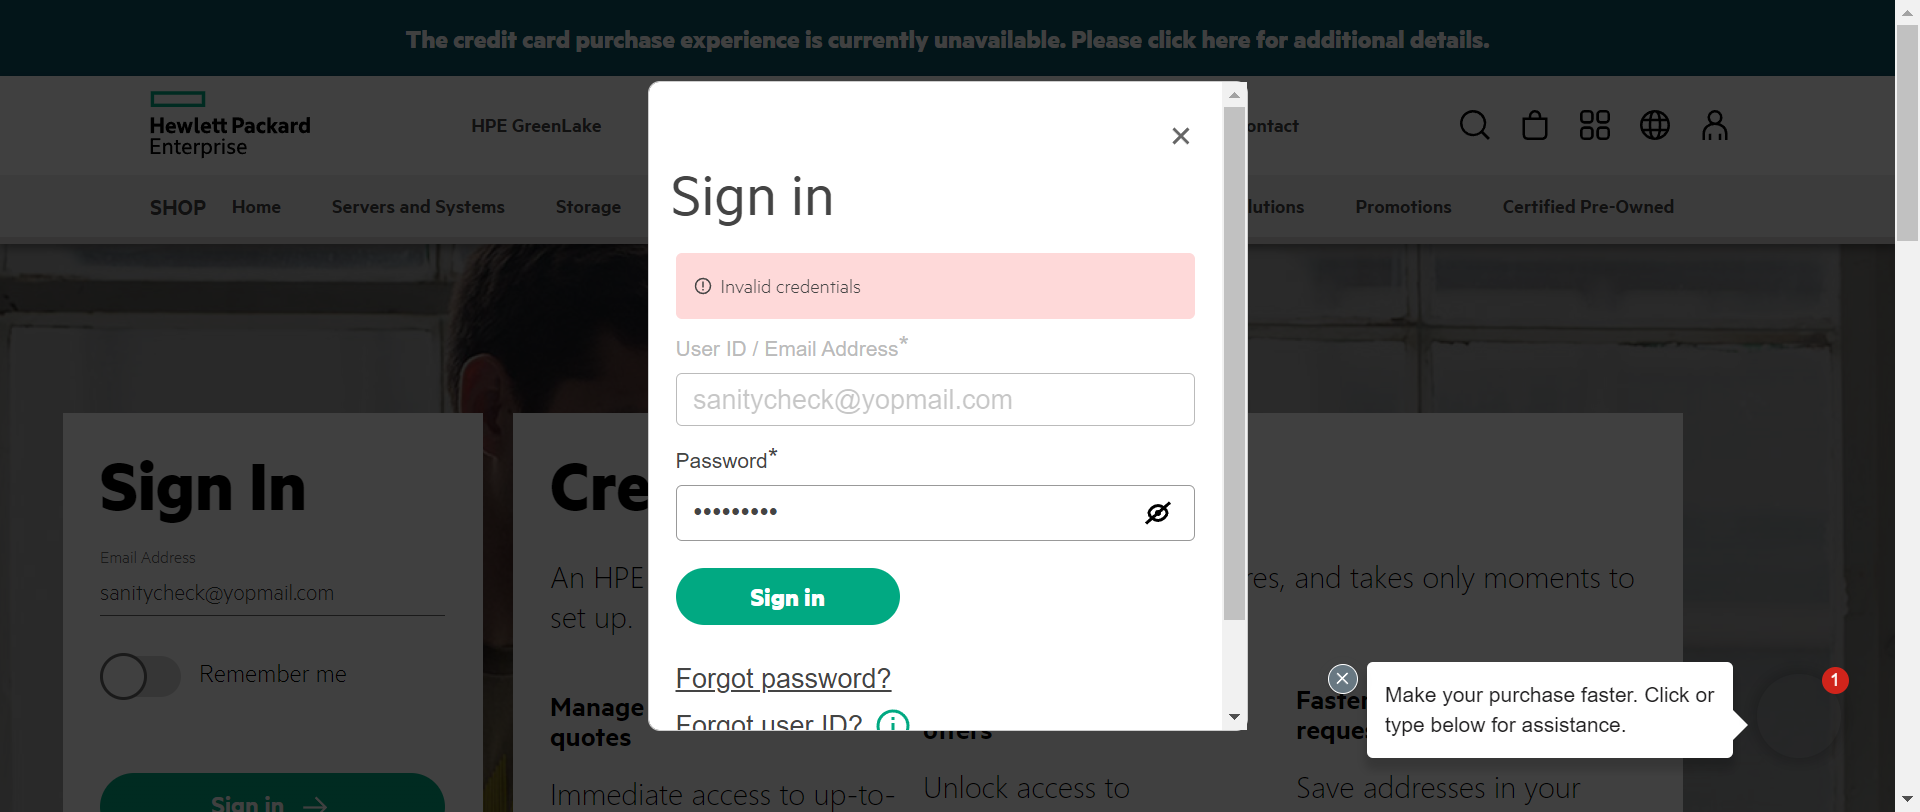 The credit card purchase experience is currently unavailable. Please click here for additional details.
Hewlett Packard
Enterprise
HPE GreenLake
ontact
SHOP Home Servers and Systems Storage
lutions Promotions Certified Pre-Owned
Sign in
Invalid credentials
User ID / Email Address*
sanitycheck@yopmail.com
Password*
•••••••••
Sign in
Forgot password?
Forgot user ID?
Sign In
Email Address
sanitycheck@yopmail.com
Remember me
Sign in
Cre
An HPE
res, and takes only moments to
set up.
Manage
quotes
Immediate access to up-to-
offers
Unlock access to
Faster
reque
Save addresses in your
Make your purchase faster. Click or
type below for assistance.
1